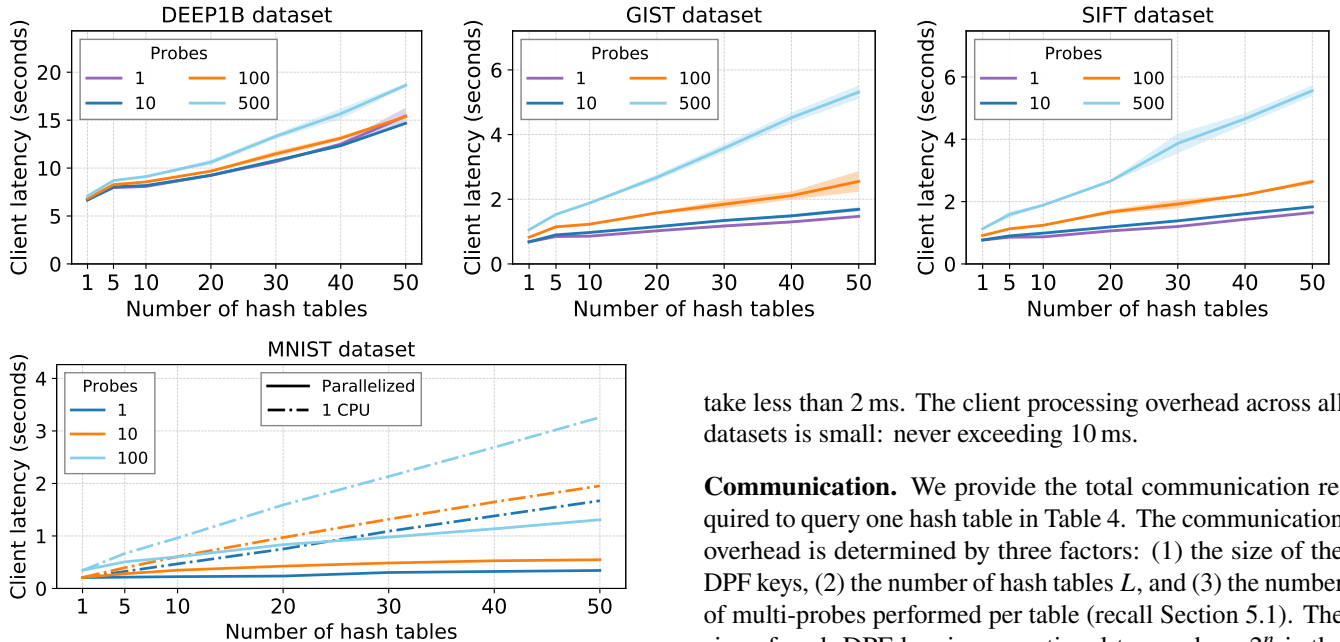 DEEP1B dataset
Client latency (seconds)
20
15
10
5
0
Probes
1
100
10
500
1 5 10 20 30 40 50
Number of hash tables
GIST dataset
Client latency (seconds)
6
4
2
0
Probes
1
100
10
500
1 5 10 20 30 40 50
Number of hash tables
SIFT dataset
Client latency (seconds)
6
4
2
0
Probes
1
100
10
500
1 5 10 20 30 40 50
Number of hash tables
MNIST dataset
Client latency (seconds)
4
3
2
1
0
Probes
1
10
100
Parallelized
1 CPU
1 5 10 20 30 40 50
Number of hash tables
take less than 2 ms. The client processing overhead across all
datasets is small: never exceeding 10 ms.
Communication. We provide the total communication re-
quired to query one hash table in Table 4. The communication
overhead is determined by three factors: (1) the size of the
DPF keys, (2) the number of hash tables L, and (3) the number
of multi-probes performed per table (recall Section 5.1). The